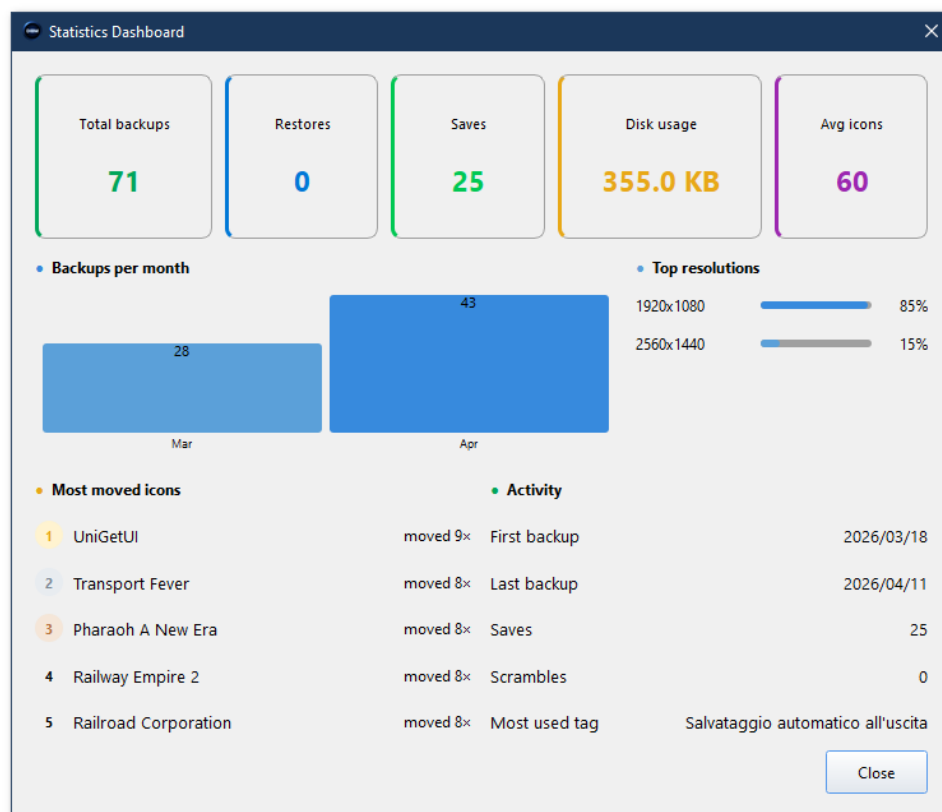 Statistics Dashboard
Total backups
71
Restores
0
Saves
25
Disk usage
355.0 KB
Avg icons
60
• Backups per month
28
43
Mar
Apr
• Top resolutions
1920x1080 85%
2560x1440 15%
• Most moved icons
1 UniGetUI moved 9×
2 Transport Fever moved 8×
3 Pharaoh A New Era moved 8×
4 Railway Empire 2 moved 8×
5 Railroad Corporation moved 8×
• Activity
First backup 2026/03/18
Last backup 2026/04/11
Saves 25
Scrambles 0
Most used tag Salvataggio automatico all'uscita
Close